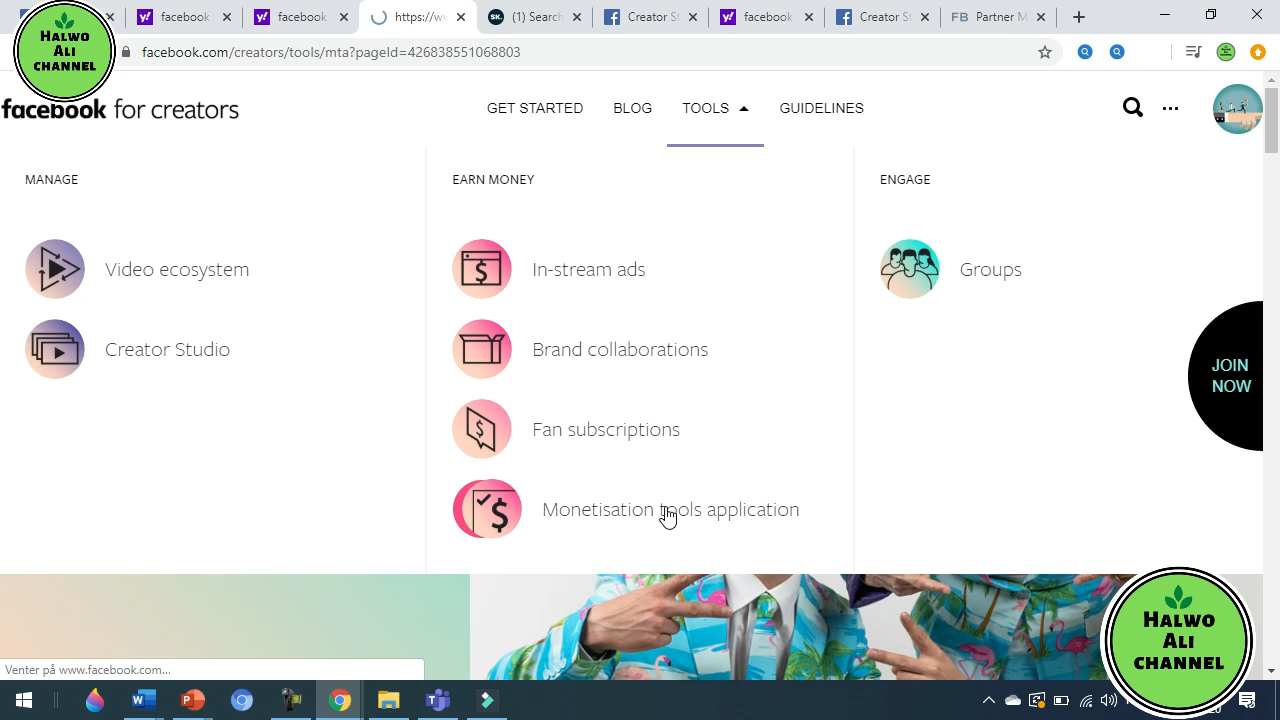 facebook
facebook
https://wv
(1) Search
Creator S
facebook
Creator St
FB Partner M
HALWO
ALI
CHANNEL
facebook.com/creators/tools/mta?pageId=426838551068803
facebook for creators
GET STARTED
BLOG
TOOLS
GUIDELINES
MANAGE
EARN MONEY
ENGAGE
Video ecosystem
In-stream ads
Groups
Creator Studio
Brand collaborations
JOIN
NOW
Fan subscriptions
Monetisation tools application
HALWO
ALI
CHANNEL
Venter på www.facebook.com...